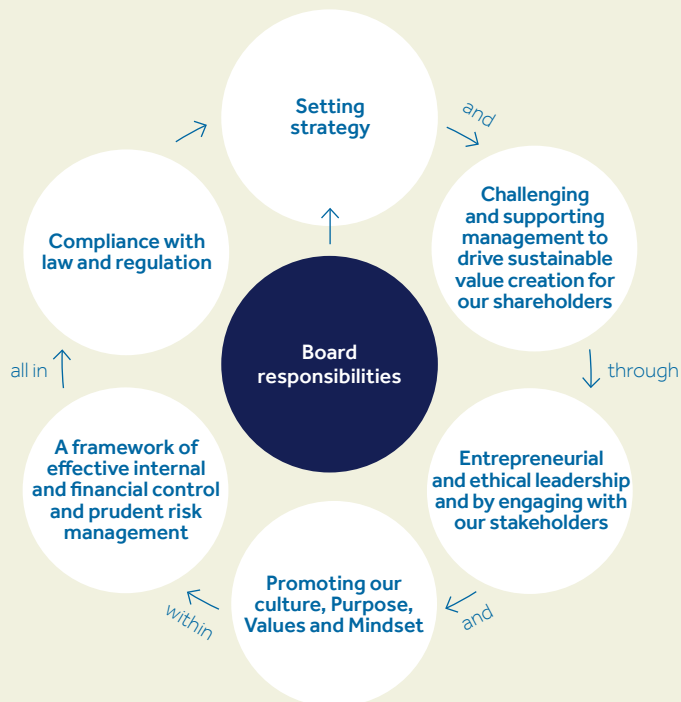 Setting
strategy
and
Challenging
and supporting
management to
drive sustainable
value creation for
our shareholders
through
Entrepreneurial
and ethical leadership
and by engaging with
our stakeholders
and
Promoting our
culture, Purpose,
Values and Mindset
within
A framework of
effective internal
and financial control
and prudent risk
management
all in
Compliance with
law and regulation
Board
responsibilities